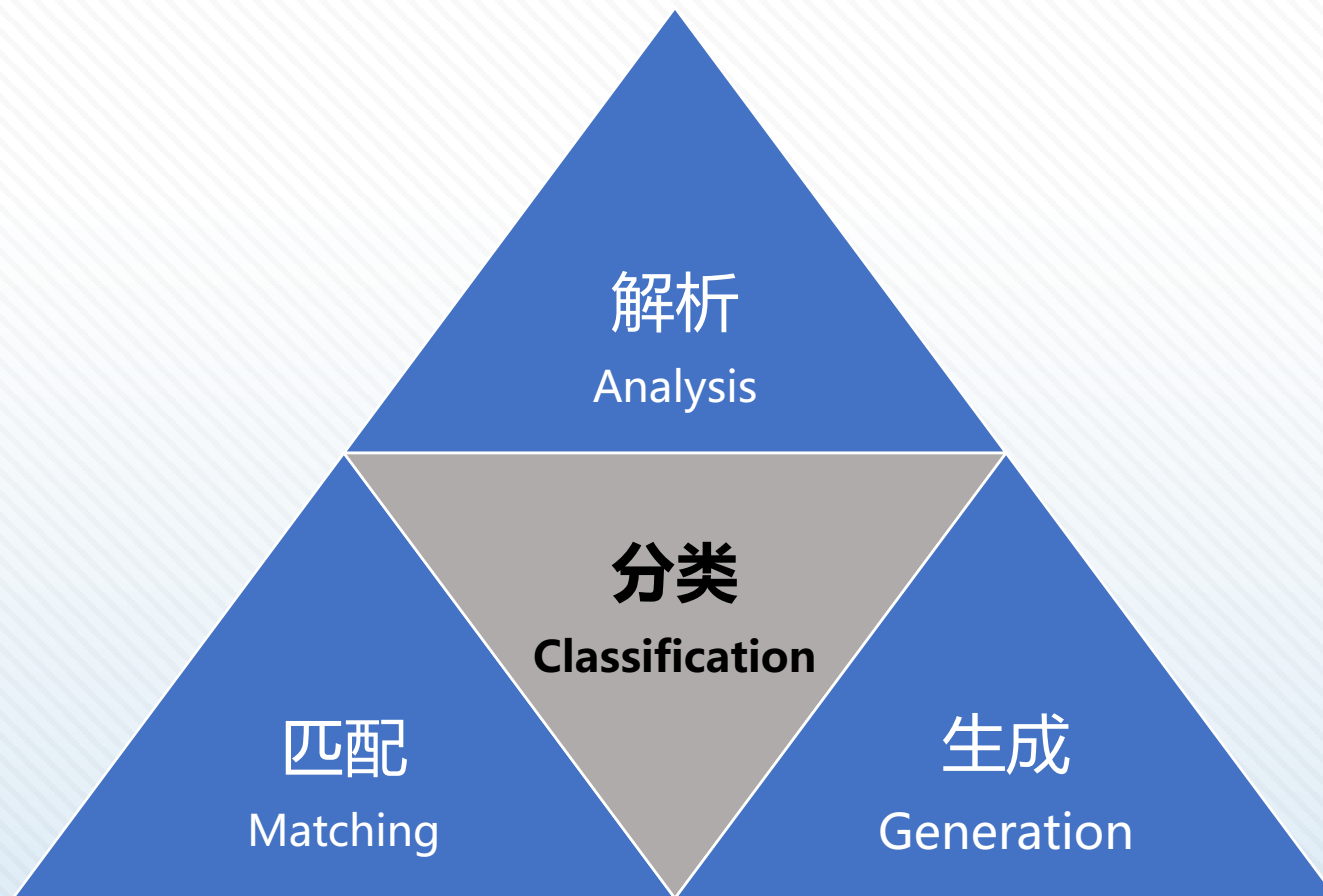 解析
Analysis
分类
Classification
匹配
Matching
生成
Generation